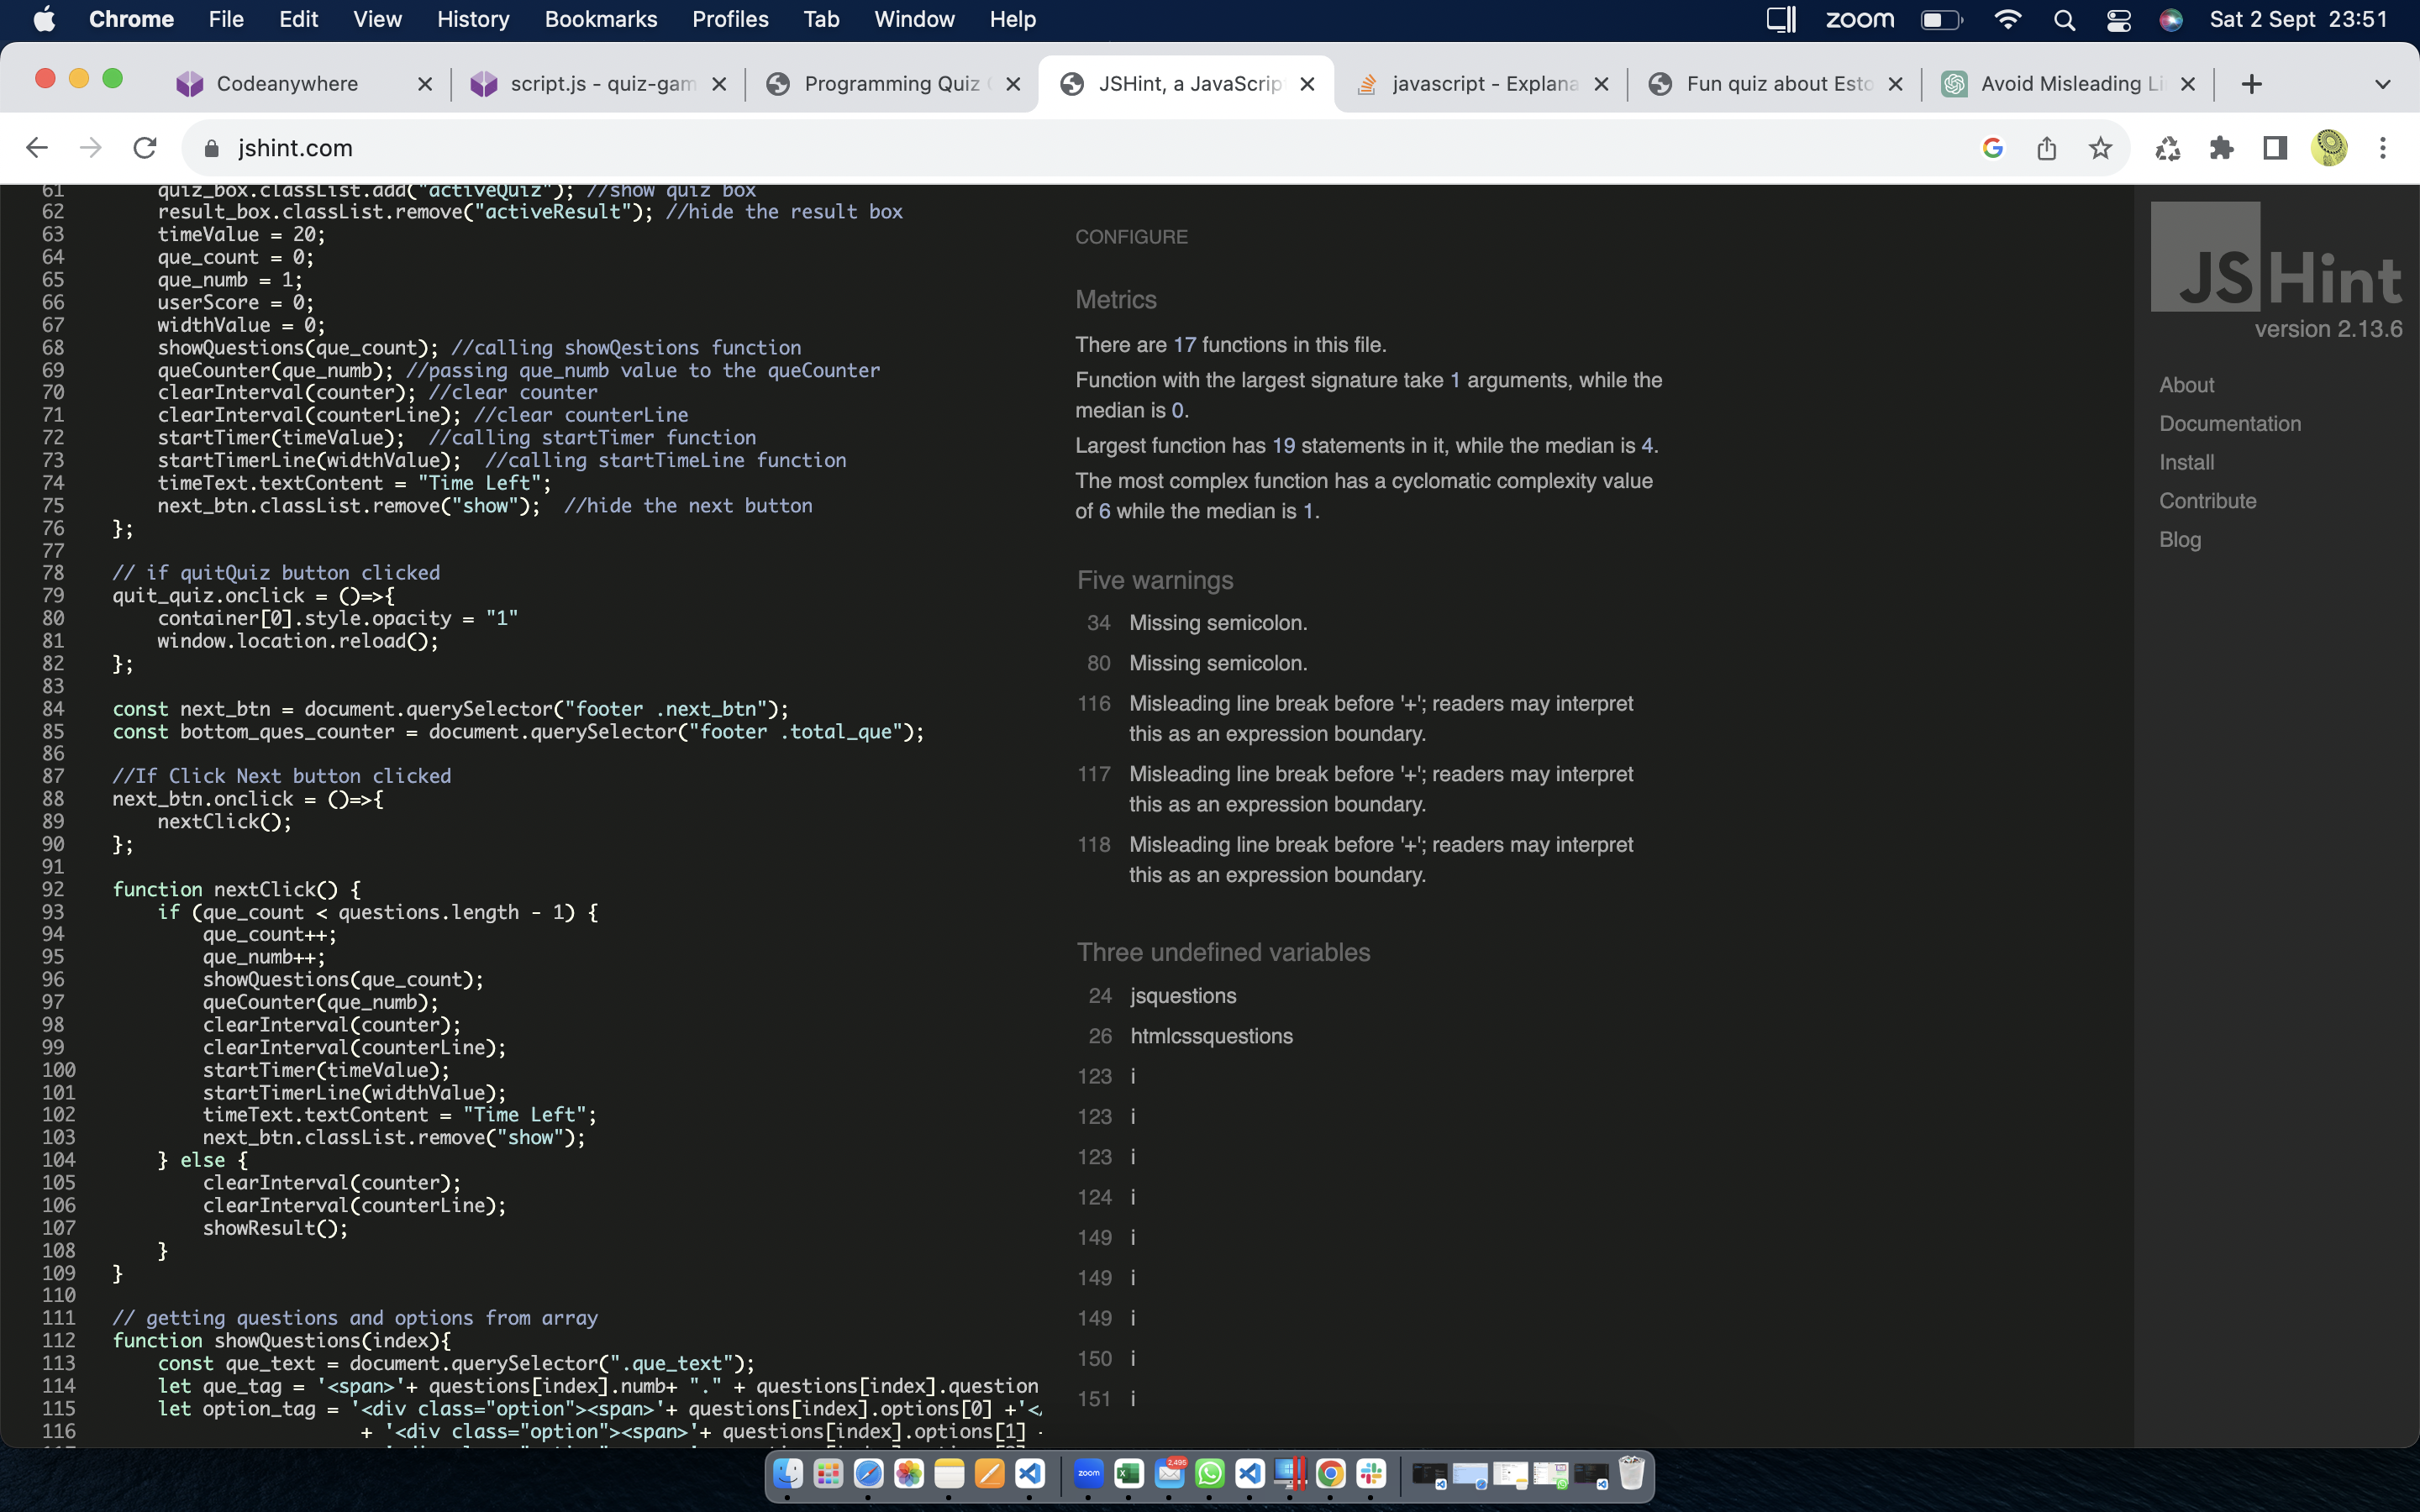 Chrome File Edit View History Bookmarks Profiles Tab Window Help zoom Sat 2 Sept 23:51
Codeanywhere script.js - quiz-gam Programming Quiz JSHint, a JavaScrip javascript - Explana Fun quiz about Esto Avoid Misleading Li
jshint.com
61 quiz_box.classList.add("activeQuiz"); //show quiz box
62 result_box.classList.remove("activeResult"); //hide the result box
63 timeValue = 20;
64 que_count = 0;
65 que_numb = 1;
66 userScore = 0;
67 widthValue = 0;
68 showQuestions(que_count); //calling showQestions function
69 queCounter(que_numb); //passing que_numb value to the queCounter
70 clearInterval(counter); //clear counter
71 clearInterval(counterLine); //clear counterLine
72 startTimer(timeValue); //calling startTimer function
73 startTimerLine(widthValue); //calling startTimeLine function
74 timeText.textContent = "Time Left";
75 next_btn.classList.remove("show"); //hide the next button
76 };
77
78 // if quitQuiz button clicked
79 quit_quiz.onclick = ()=>{
80 container[0].style.opacity = "1"
81 window.location.reload();
82 };
83
84 const next_btn = document.querySelector("footer .next_btn");
85 const bottom_ques_counter = document.querySelector("footer .total_que");
86
87 //If Click Next button clicked
88 next_btn.onclick = ()=>{
89 nextClick();
90 };
91
92 function nextClick() {
93 if (que_count < questions.length - 1) {
94 que_count++;
95 que_numb++;
96 showQuestions(que_count);
97 queCounter(que_numb);
98 clearInterval(counter);
99 clearInterval(counterLine);
100 startTimer(timeValue);
101 startTimerLine(widthValue);
102 timeText.textContent = "Time Left";
103 next_btn.classList.remove("show");
104 } else {
105 clearInterval(counter);
106 clearInterval(counterLine);
107 showResult();
108 }
109 }
110
111 // getting questions and options from array
112 function showQuestions(index){
113 const que_text = document.querySelector(".que_text");
114 let que_tag = '<span>'+ questions[index].numb+ "." + questions[index].question
115 let option_tag = '<div class="option"><span>'+ questions[index].options[0] +'<
116 + '<div class="option"><span>'+ questions[index].options[1]
CONFIGURE
Metrics
There are 17 functions in this file.
Function with the largest signature take 1 arguments, while the
median is 0.
Largest function has 19 statements in it, while the median is 4.
The most complex function has a cyclomatic complexity value
of 6 while the median is 1.
Five warnings
34 Missing semicolon.
80 Missing semicolon.
116 Misleading line break before '+'; readers may interpret
this as an expression boundary.
117 Misleading line break before '+'; readers may interpret
this as an expression boundary.
118 Misleading line break before '+'; readers may interpret
this as an expression boundary.
Three undefined variables
24 jsquestions
26 htmlcssquestions
123 i
123 i
123 i
124 i
149 i
149 i
149 i
150 i
151 i
JSHint
version 2.13.6
About
Documentation
Install
Contribute
Blog
zoom
2,495